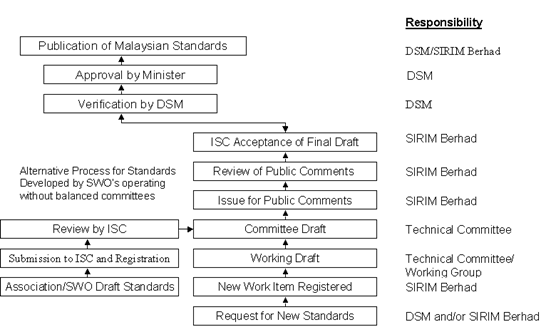 Responsibility
Publication of Malaysian Standards
DSM/SIRIM Berhad
Approval by Minister
DSM
Verification by DSM
DSM
ISC Acceptance of Final Draft
SIRIM Berhad
Alternative Process for Standards
Developed by SWO's operating
without balanced committees
Review of Public Comments
SIRIM Berhad
Issue for Public Comments
SIRIM Berhad
Review by ISC
Committee Draft
Technical Committee
Submission to ISC and Registration
Working Draft
Technical Committee/
Working Group
Association/SWO Draft Standards
New Work Item Registered
SIRIM Berhad
Request for New Standards
DSM and/or SIRIM Berhad